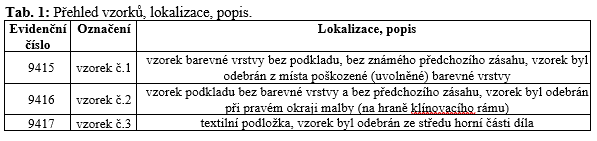 Tab. 1: Přehled vzorků, lokalizace, popis.
Evidenční číslo Označení Lokalizace, popis
9415 vzorek č.1 vzorek barevné vrstvy bez podkladu, bez známého předchozího zásahu, vzorek byl
odebrán z místa poškozené (uvolněné) barevné vrstvy
9416 vzorek č.2 vzorek podkladu bez barevné vrstvy a bez předchozího zásahu, vzorek byl odebrán
při pravém okraji malby (na hraně klínovacího rámu)
9417 vzorek č.3 textilní podložka, vzorek byl odebrán ze středu horní části díla